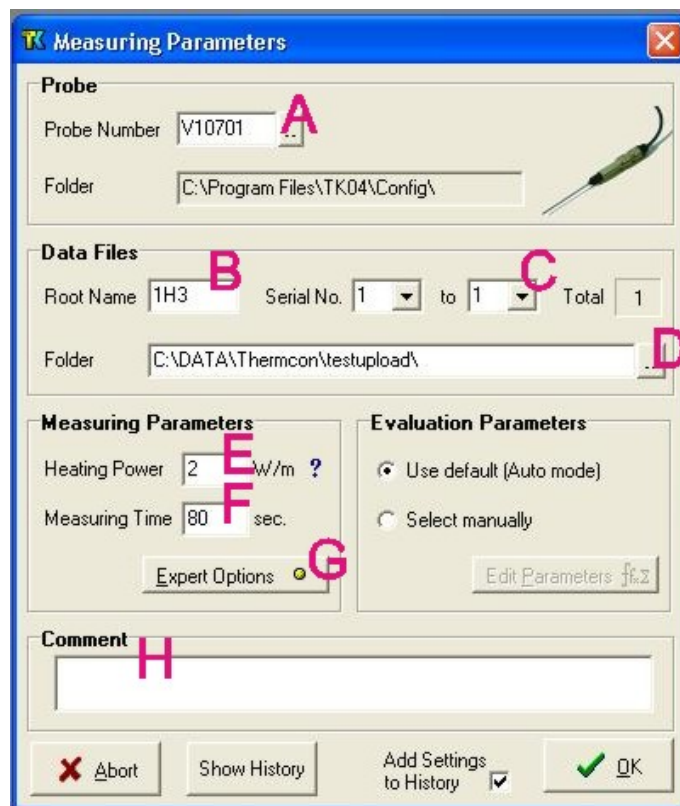 TK Measuring Parameters
Probe
Probe Number V10701 .. A
Folder C:\Program Files\TK04\Config\
Data Files
B C
Root Name 1H3 Serial No. 1 to 1 Total 1
Folder C:\DATA\Thermcon\testupload\ .. D
Measuring Parameters Evaluation Parameters
E
Heating Power 2 W/m ? Use default (Auto mode)
F
Measuring Time 80 sec. Select manually
G
Expert Options Edit Parameters
Comment
H
Abort Show History Add Settings to History OK